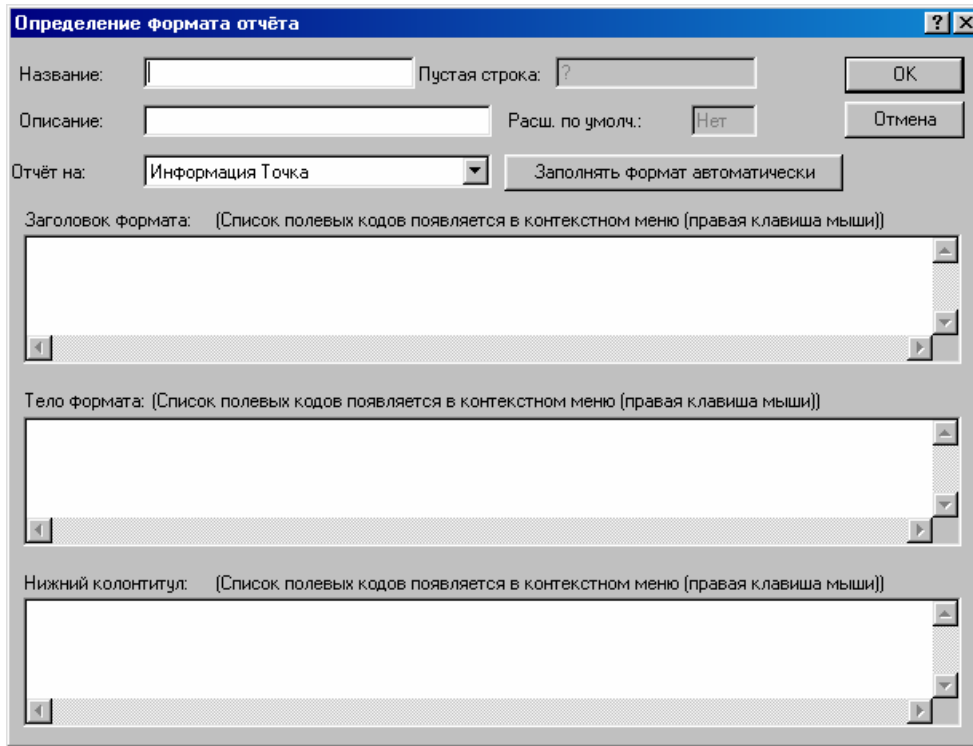 Определение формата отчёта
Название: Пустая строка: ? OK
Описание: Расш. по умолч.: Нет Отмена
Отчёт на: Информация Точка Заполнять формат автоматически
Заголовок формата: (Список полевых кодов появляется в контекстном меню (правая клавиша мыши))
Тело формата: (Список полевых кодов появляется в контекстном меню (правая клавиша мыши))
Нижний колонтитул: (Список полевых кодов появляется в контекстном меню (правая клавиша мыши))